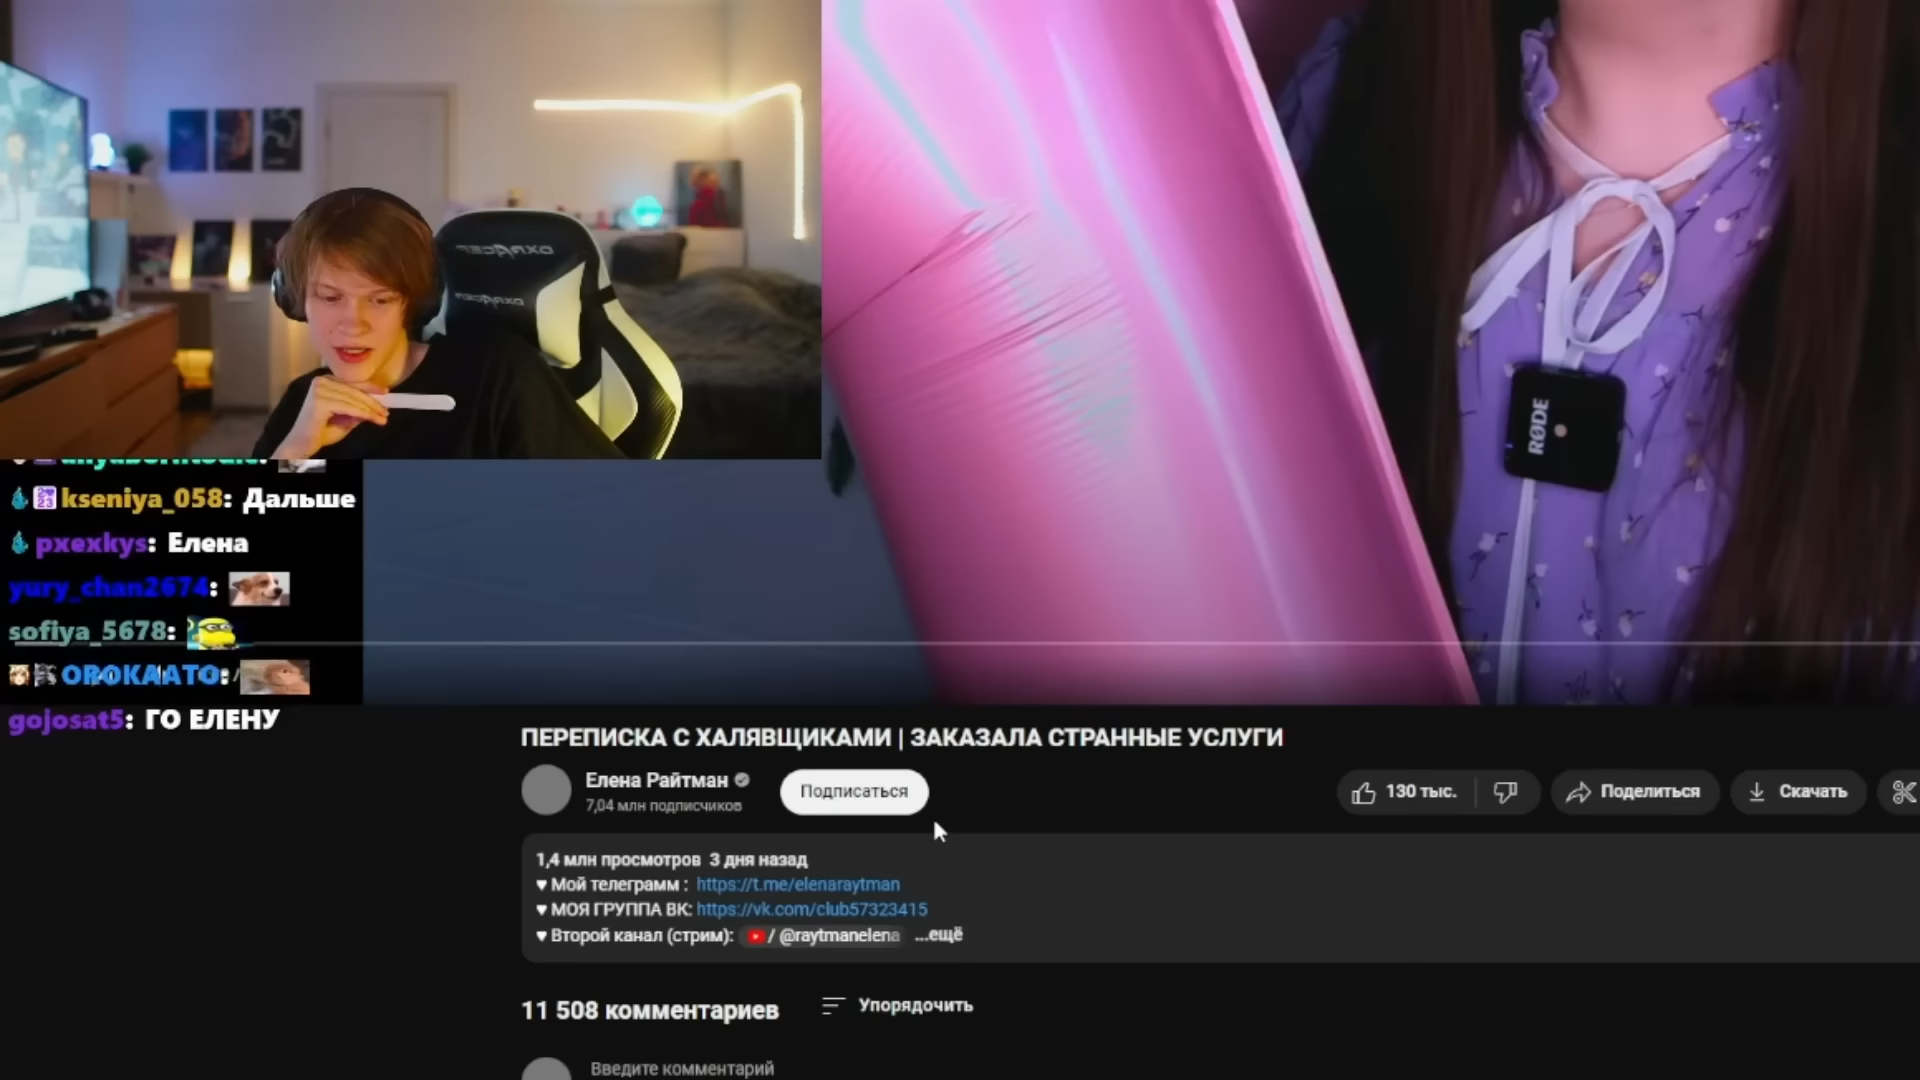 DXRACER
DXRACER
RØDE
kseniya_058: Дальше
pxexkys: Елена
yury_chan2674:
sofiya_5678:
OROKAATO:
gojosat5: ГО ЕЛЕНУ
ПЕРЕПИСКА С ХАЛЯВЩИКАМИ | ЗАКАЗАЛА СТРАННЫЕ УСЛУГИ
Елена Райтман
7,04 млн подписчиков
Подписаться
130 тыс.
Поделиться
Скачать
1,4 млн просмотров 3 дня назад
♥ Мой телеграмм : https://t.me/elenaraytman
♥ МОЯ ГРУППА ВК: https://vk.com/club57323415
♥ Второй канал (стрим): / @raytmanelena ...ещё
11 508 комментариев
Упорядочить
Введите комментарий